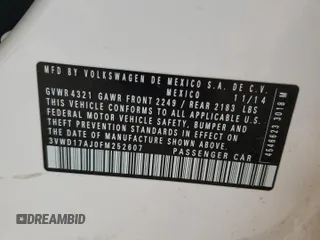 MFD BY VOLKSWAGEN DE MEXICO S.A. DE C.V.
MEXICO 11/14
GVWR 4321 GAWR FRONT 2249 / REAR 2183 LBS
THIS VEHICLE CONFORMS TO ALL APPLICABLE U.S.
FEDERAL MOTOR VEHICLE SAFETY, BUMPER, AND
THEFT PREVENTION STANDARDS IN EFFECT ON THE
DATE OF MANUFACTURE SHOWN ABOVE.
3VWD17AJ0FM252607
PASSENGER CAR
4546623 3018 M
DREAMBID